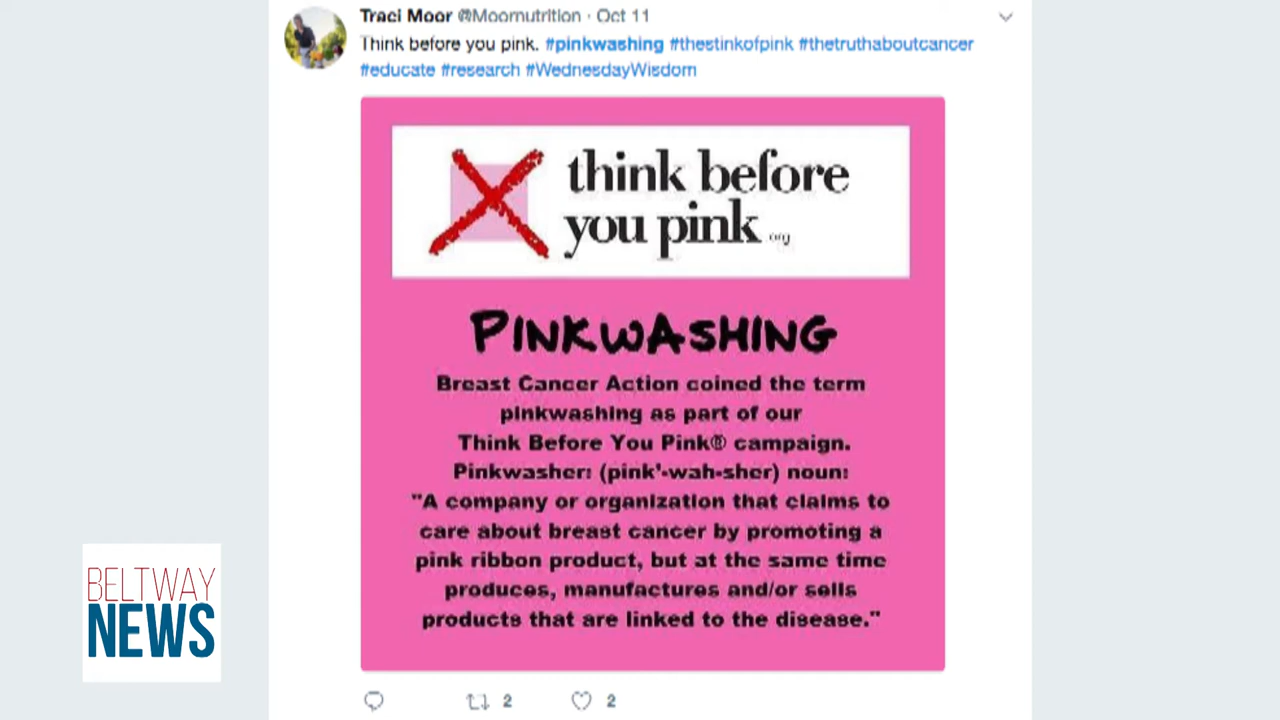 Traci Moor @Moornutrition · Oct 11
Think before you pink. #pinkwashing #thestinkofpink #thetruthaboutcancer
#educate #research #WednesdayWisdom
think before
you pink.org
PINKWASHING
Breast Cancer Action coined the term
pinkwashing as part of our
Think Before You Pink® campaign.
Pinkwasher: (pink'-wah-sher) noun:
"A company or organization that claims to
care about breast cancer by promoting a
pink ribbon product, but at the same time
produces, manufactures and/or sells
products that are linked to the disease."
BELTWAY
NEWS
2
2